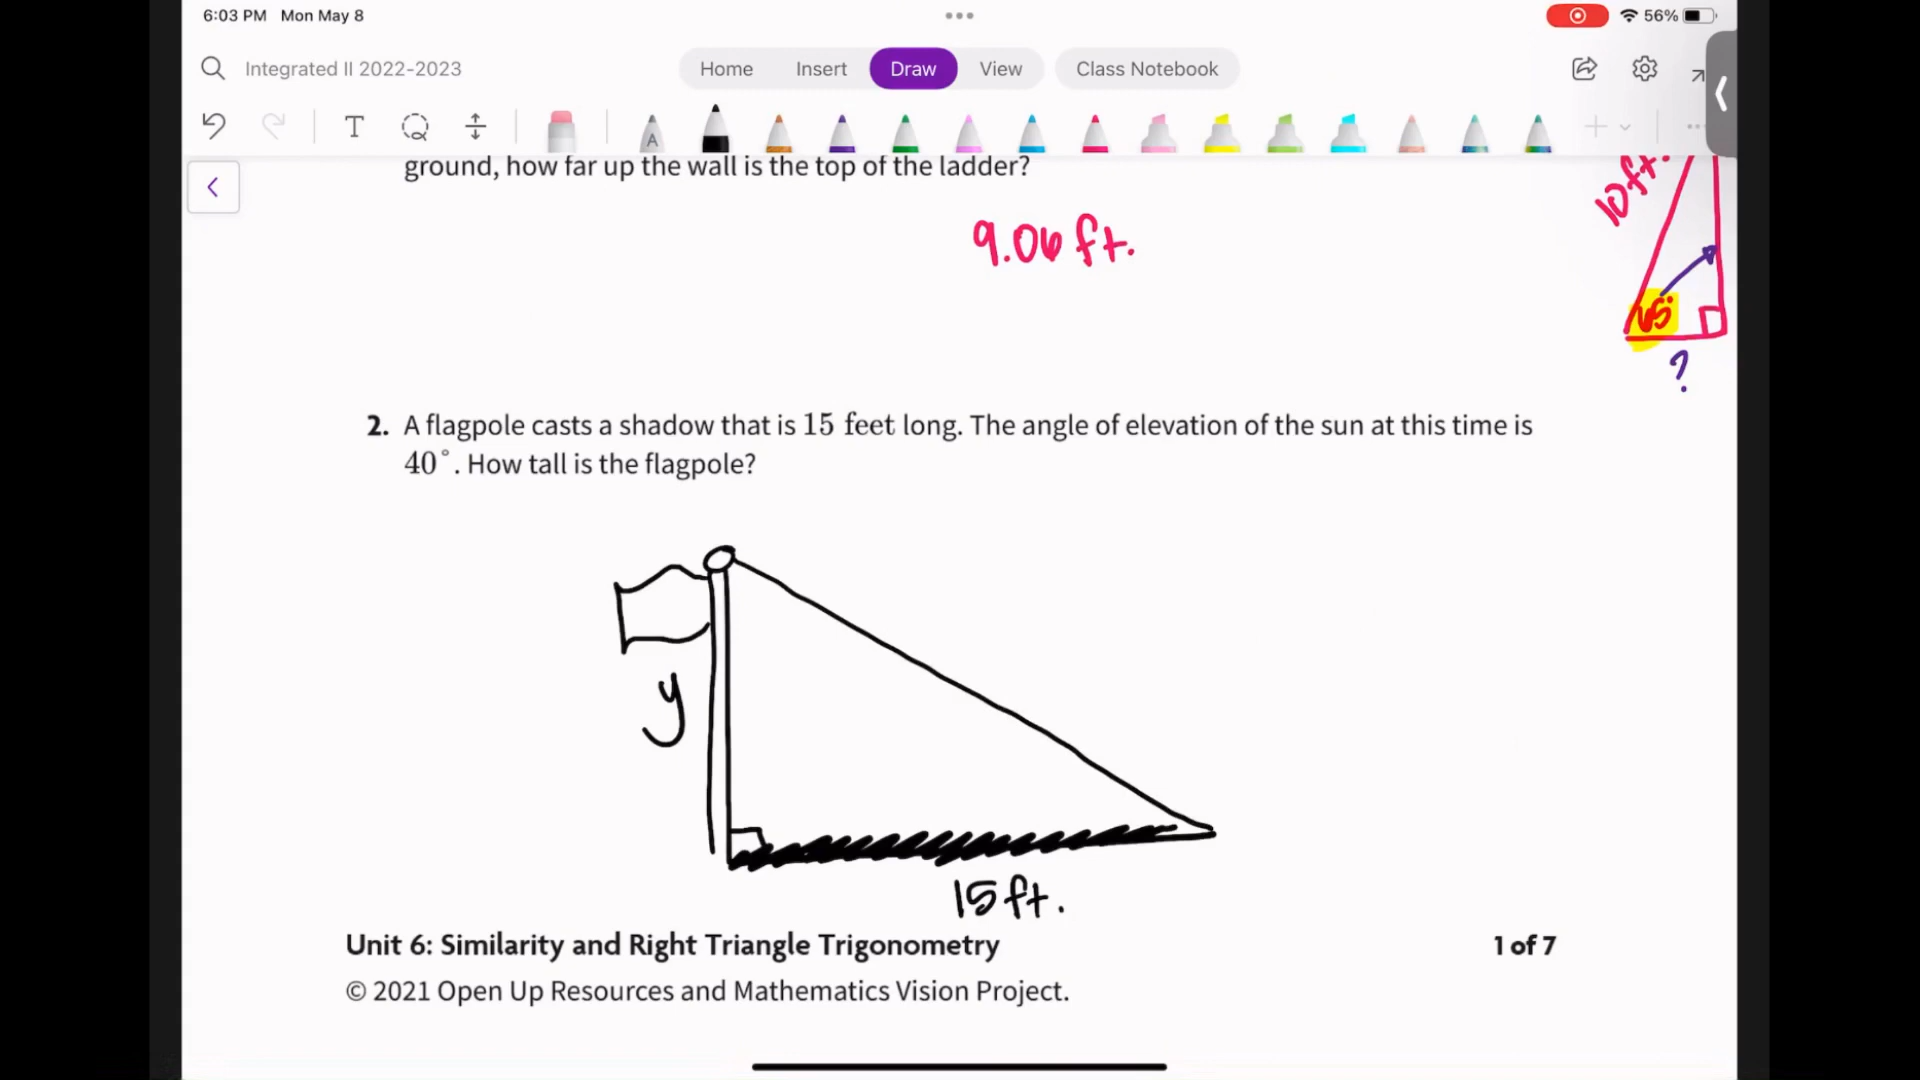 6:03 PM Mon May 8
56%
Integrated II 2022-2023
Home Insert Draw View Class Notebook
T
A
ground, how far up the wall is the top of the ladder?
10ft.
9.06 ft.
65°
?
2. A flagpole casts a shadow that is 15 feet long. The angle of elevation of the sun at this time is
40°. How tall is the flagpole?
y
15 ft.
Unit 6: Similarity and Right Triangle Trigonometry
1 of 7
© 2021 Open Up Resources and Mathematics Vision Project.